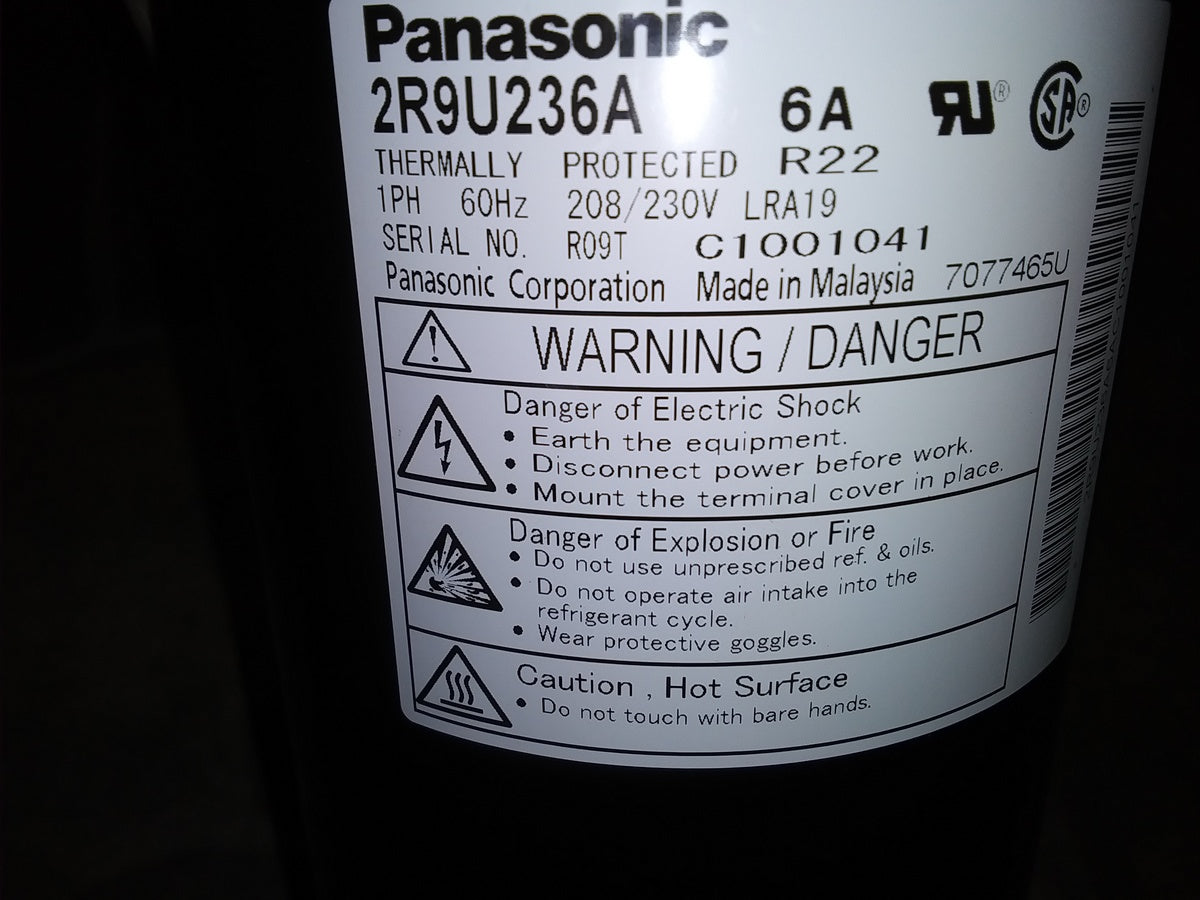 Panasonic
2R9U236A 6A
THERMALLY PROTECTED R22
1PH 60Hz 208/230V LRA19
SERIAL NO. R09T C1001041
Panasonic Corporation Made in Malaysia 7077465U
WARNING / DANGER
Danger of Electric Shock
• Earth the equipment.
• Disconnect power before work.
• Mount the terminal cover in place.
Danger of Explosion or Fire
• Do not use unprescribed ref. & oils.
• Do not operate air intake into the
refrigerant cycle.
• Wear protective goggles.
Caution , Hot Surface
• Do not touch with bare hands.